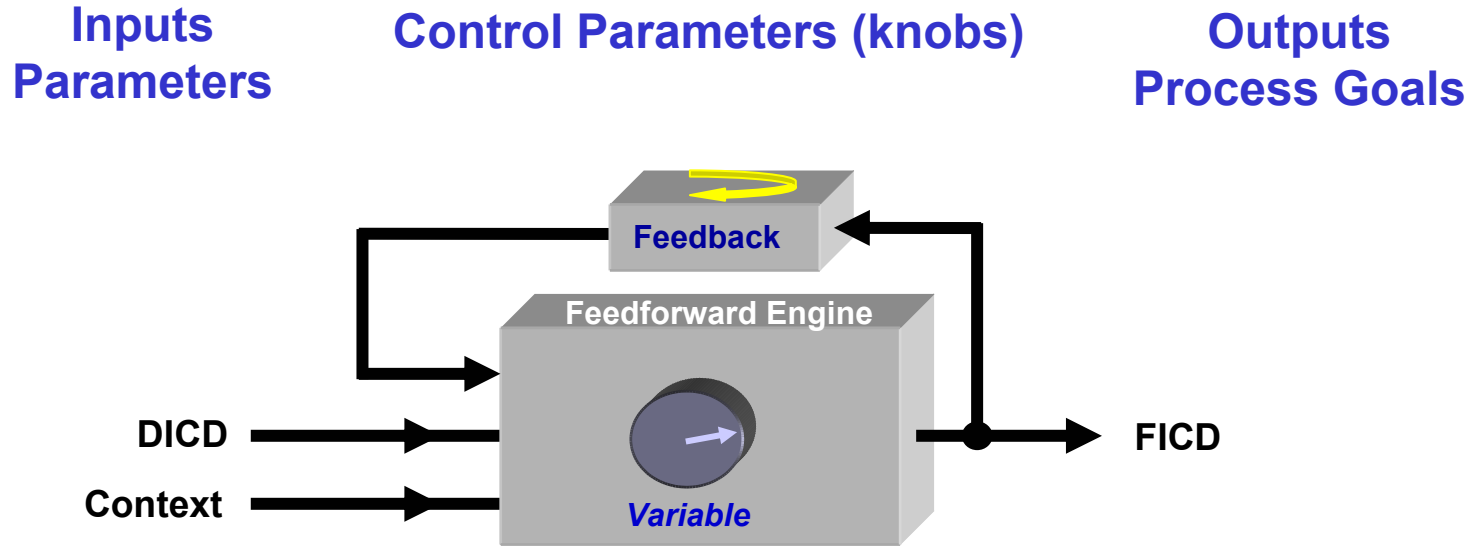 Inputs
Parameters
Control Parameters (knobs)
Outputs
Process Goals
Feedback
Feedforward Engine
DICD
Context
Variable
FICD